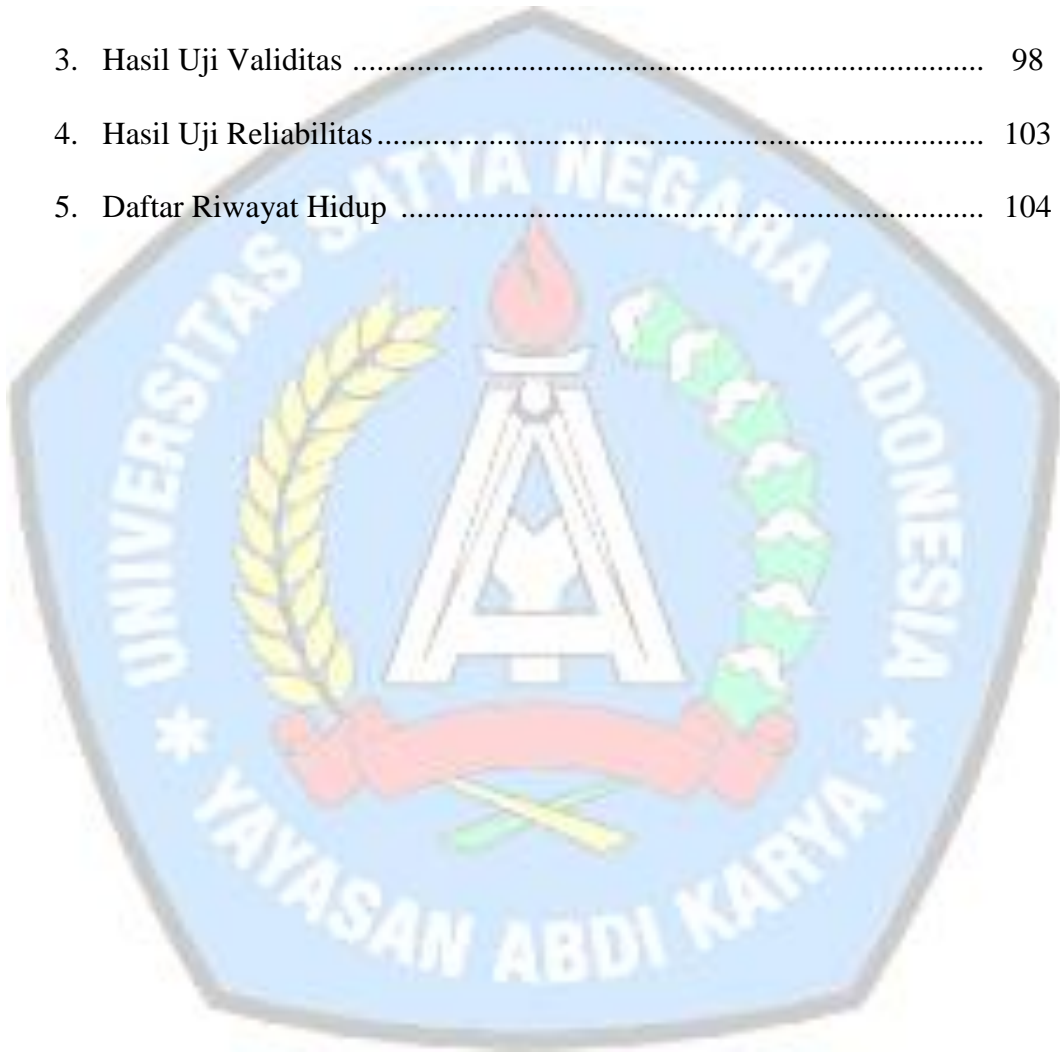 3. Hasil Uji Validitas ............................................................................. 98
4. Hasil Uji Reliabilitas .......................................................................... 103
5. Daftar Riwayat Hidup ....................................................................... 104
UNIVERSITAS SATYA NEGARA INDONESIA
* YAYASAN ABDI KARYA *